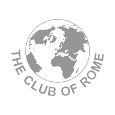 THE CLUB OF ROME